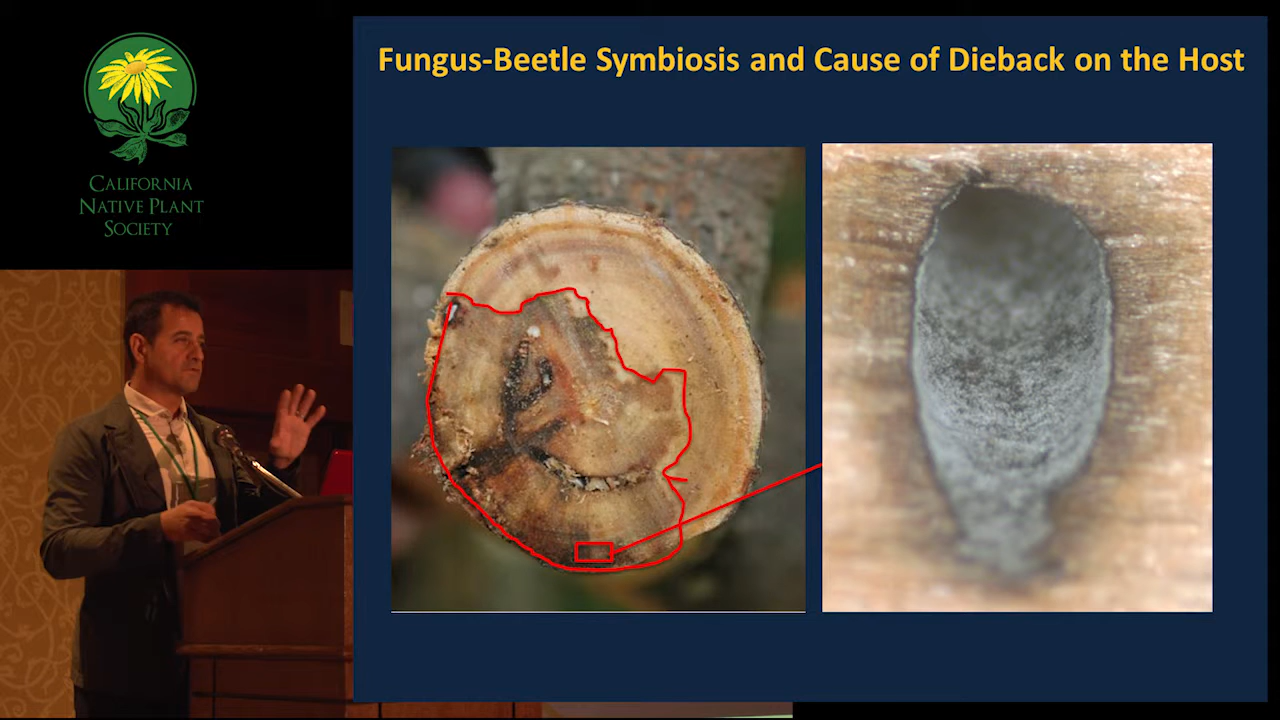 Fungus-Beetle Symbiosis and Cause of Dieback on the Host
CALIFORNIA
NATIVE PLANT
SOCIETY